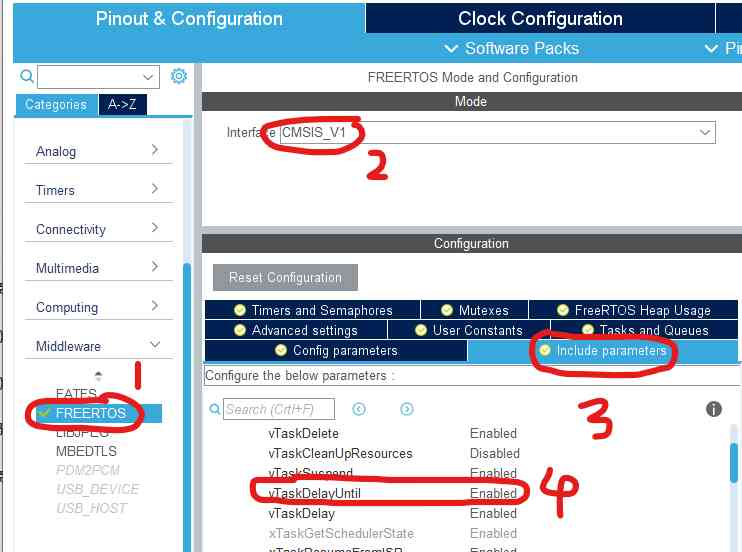 Pinout & Configuration
Clock Configuration
Software Packs
Pi
FREERTOS Mode and Configuration
Categories
A->Z
Mode
Interface
CMSIS_V1
2
Analog
Timers
Connectivity
Multimedia
Computing
Middleware
1
FATFS
FREERTOS
LIBJPEG
MBEDTLS
PDM2PCM
USB_DEVICE
USB_HOST
Configuration
Reset Configuration
Timers and Semaphores
Mutexes
FreeRTOS Heap Usage
Advanced settings
User Constants
Tasks and Queues
Config parameters
Include parameters
Configure the below parameters :
Search (Crtl+F)
3
vTaskDelete Enabled
vTaskCleanUpResources Disabled
vTaskSuspend Enabled
vTaskDelayUntil Enabled
4
vTaskDelay Enabled
xTaskGetSchedulerState Enabled
xTaskResumeFromISR Enabled